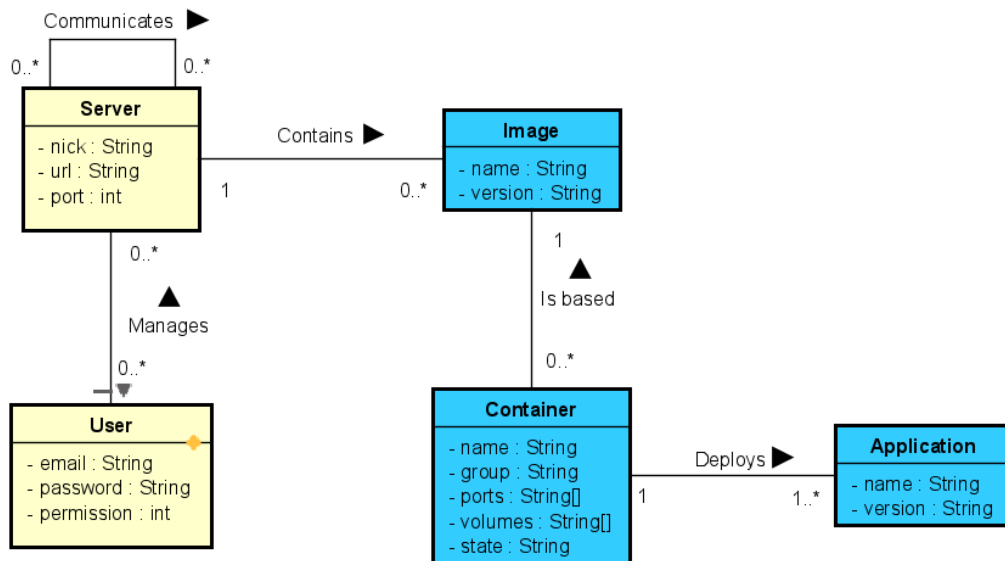 Communicates
0..* 0..*
Server
- nick : String
- url : String
- port : int
Contains
1 0..*
Image
- name : String
- version : String
0..*
Manages
0..*
1
Is based
0..*
User
- email : String
- password : String
- permission : int
Container
- name : String
- group : String
- ports : String[]
- volumes : String[]
- state : String
Deploys
1 1..*
Application
- name : String
- version : String